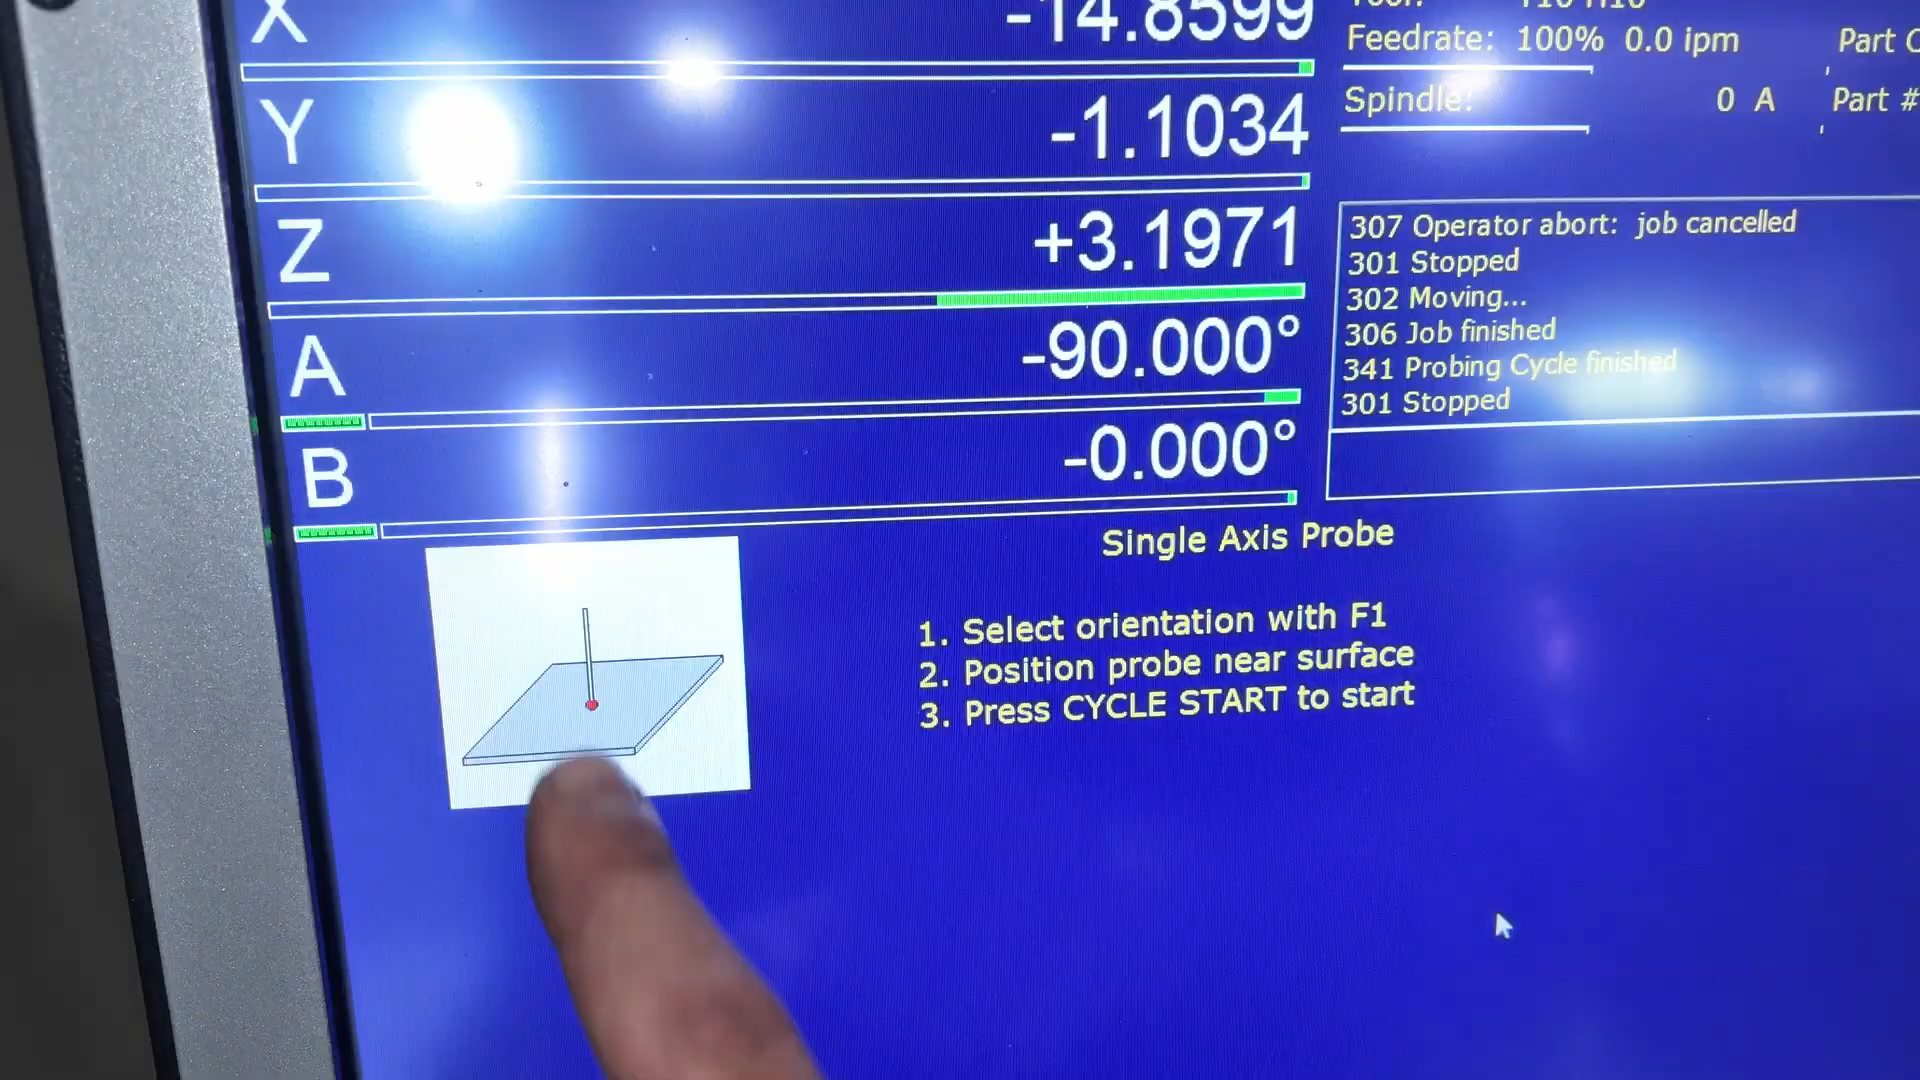 X -14.8599
Feedrate: 100% 0.0 ipm Part
Y -1.1034
Spindle: 0 A Part #
Z +3.1971
A -90.000°
B -0.000°
307 Operator abort: job cancelled
301 Stopped
302 Moving...
306 Job finished
341 Probing Cycle finished
301 Stopped
Single Axis Probe
1. Select orientation with F1
2. Position probe near surface
3. Press CYCLE START to start